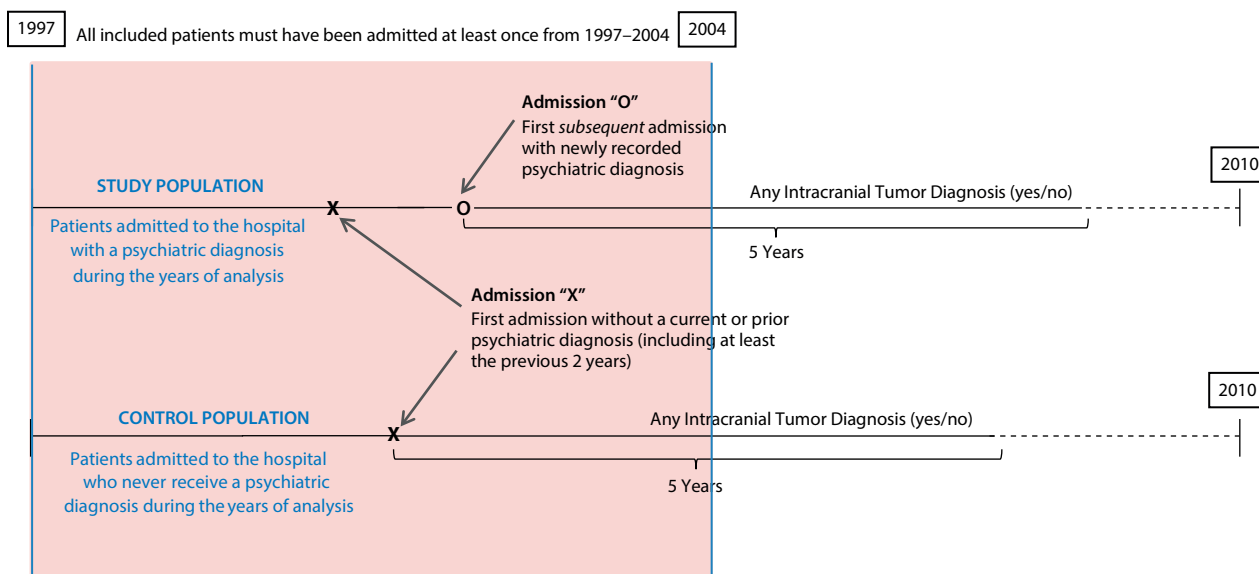 1997
All included patients must have been admitted at least once from 1997–2004
2004
Admission “O”
First subsequent admission
with newly recorded
psychiatric diagnosis
2010
STUDY POPULATION
Any Intracranial Tumor Diagnosis (yes/no)
X
O
Patients admitted to the hospital
with a psychiatric diagnosis
during the years of analysis
5 Years
Admission “X”
First admission without a current or prior
psychiatric diagnosis (including at least
the previous 2 years)
2010
CONTROL POPULATION
Any Intracranial Tumor Diagnosis (yes/no)
X
Patients admitted to the hospital
who never receive a psychiatric
diagnosis during the years of analysis
5 Years